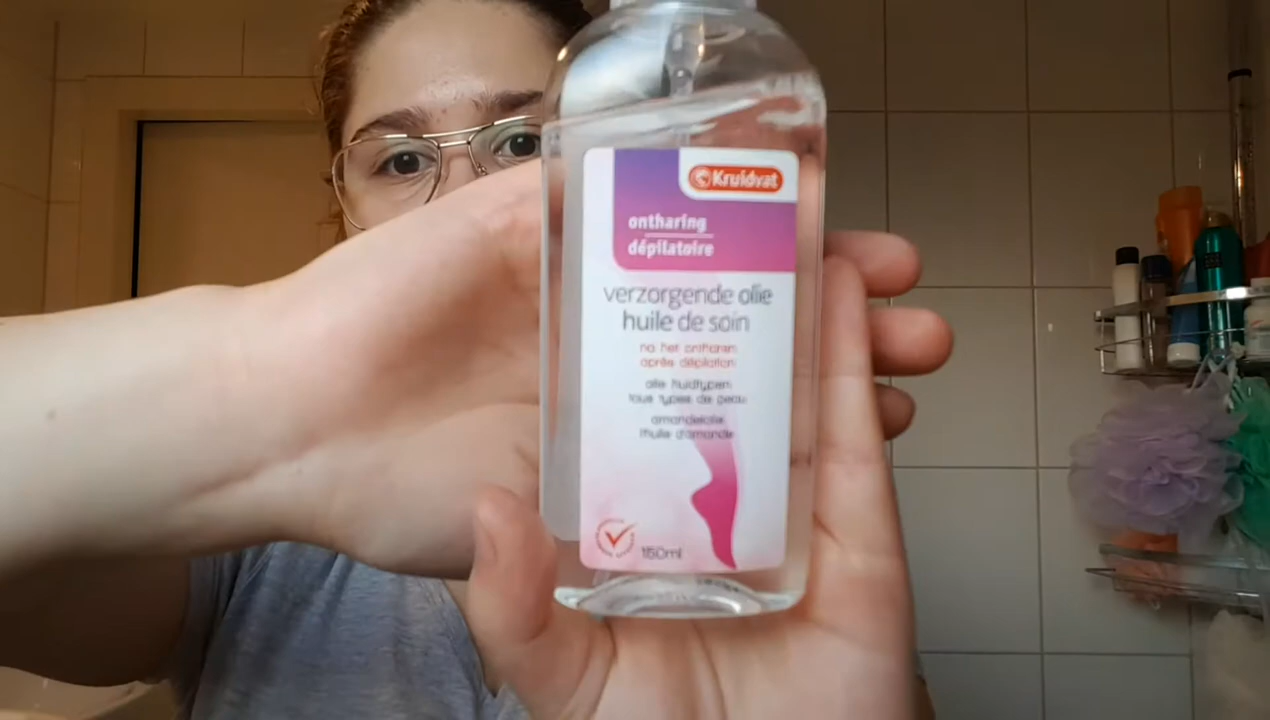 Kruidvat
ontharing
dépilatoire
verzorgende olie
huile de soin
na het ontharen
après dépilation
alle huidtypen
tous types de peau
amandelolie
l'huile d'amande
150ml